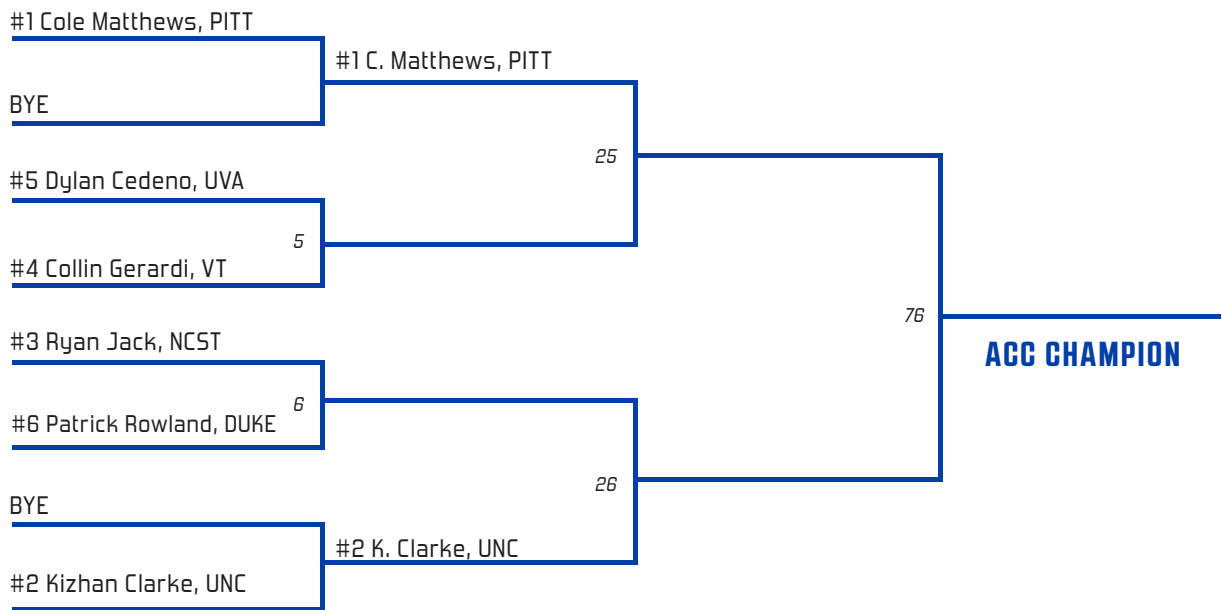 #1 Cole Matthews, PITT
#1 C. Matthews, PITT
BYE
25
#5 Dylan Cedeno, UVA
5
#4 Collin Gerardi, VT
76
ACC CHAMPION
#3 Ryan Jack, NCST
6
#6 Patrick Rowland, DUKE
26
BYE
#2 K. Clarke, UNC
#2 Kizhan Clarke, UNC